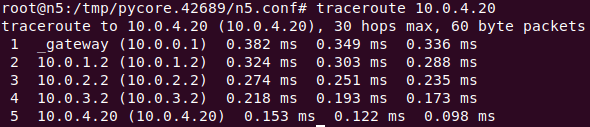 root@n5:/tmp/pycore.42689/n5.conf# traceroute 10.0.4.20
traceroute to 10.0.4.20 (10.0.4.20), 30 hops max, 60 byte packets
 1  _gateway (10.0.0.1)  0.382 ms  0.349 ms  0.336 ms
 2  10.0.1.2 (10.0.1.2)  0.324 ms  0.303 ms  0.288 ms
 3  10.0.2.2 (10.0.2.2)  0.274 ms  0.251 ms  0.235 ms
 4  10.0.3.2 (10.0.3.2)  0.218 ms  0.193 ms  0.173 ms
 5  10.0.4.20 (10.0.4.20)  0.153 ms  0.122 ms  0.098 ms